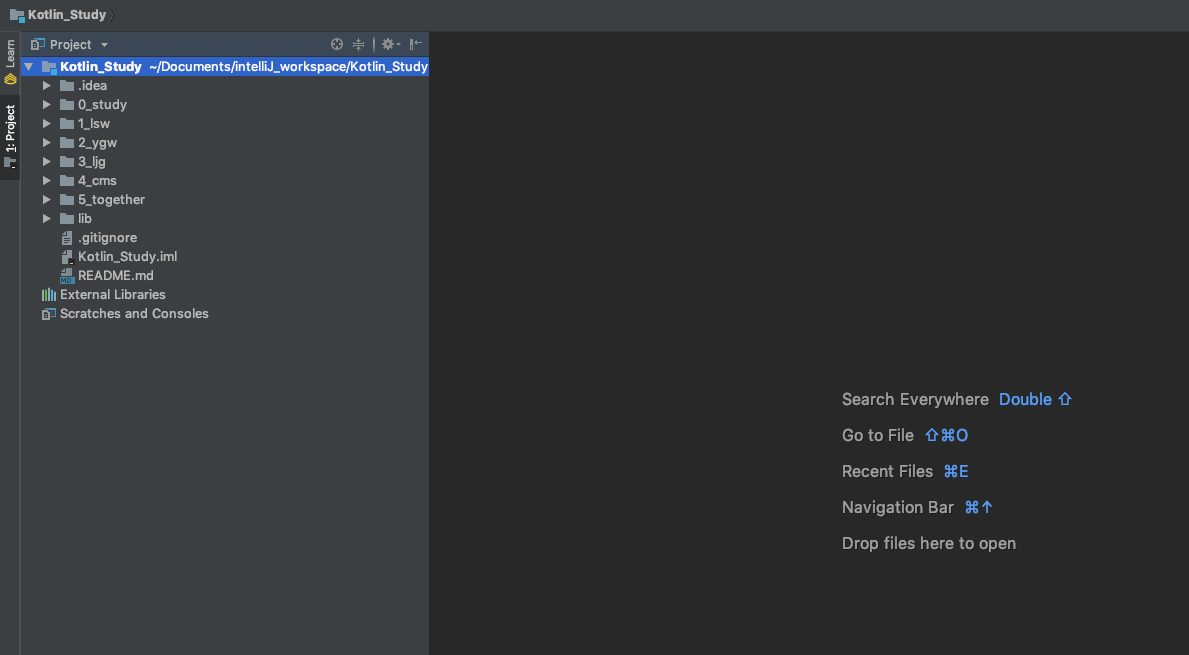 Kotlin_Study
Learn
1: Project
Project
Kotlin_Study ~/Documents/intelliJ_workspace/Kotlin_Study
.idea
0_study
1_lsw
2_ygw
3_ljg
4_cms
5_together
lib
.gitignore
Kotlin_Study.iml
MD README.md
External Libraries
Scratches and Consoles
Search Everywhere Double ⇧
Go to File ⇧⌘O
Recent Files ⌘E
Navigation Bar ⌘↑
Drop files here to open